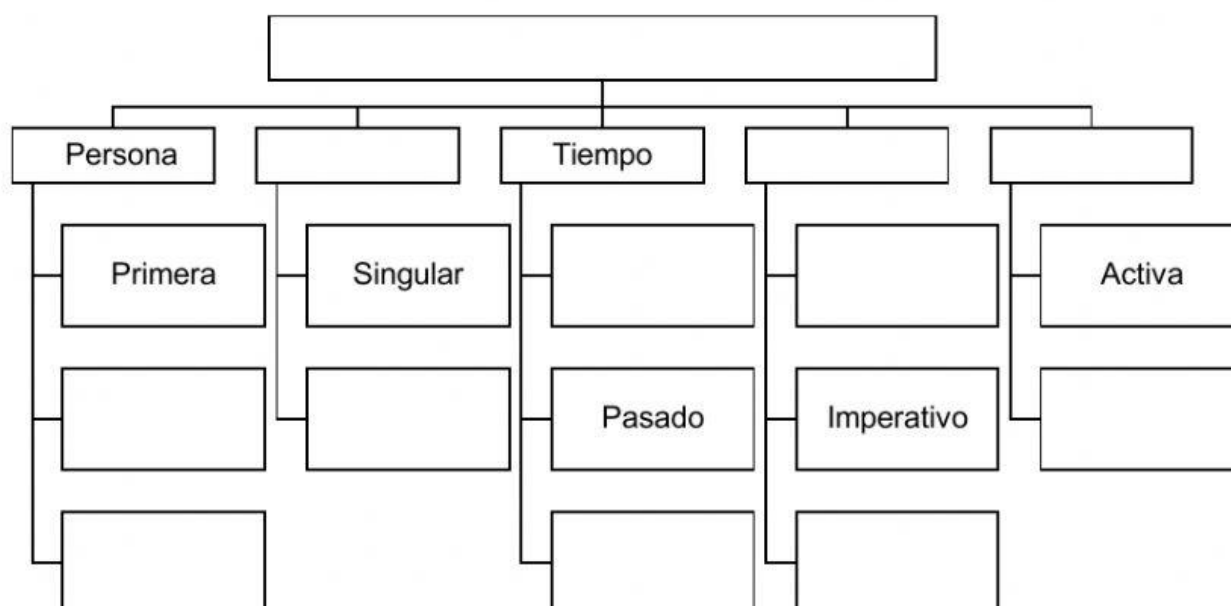 Persona
Tiempo
Primera
Singular
Activa
Pasado
Imperativo